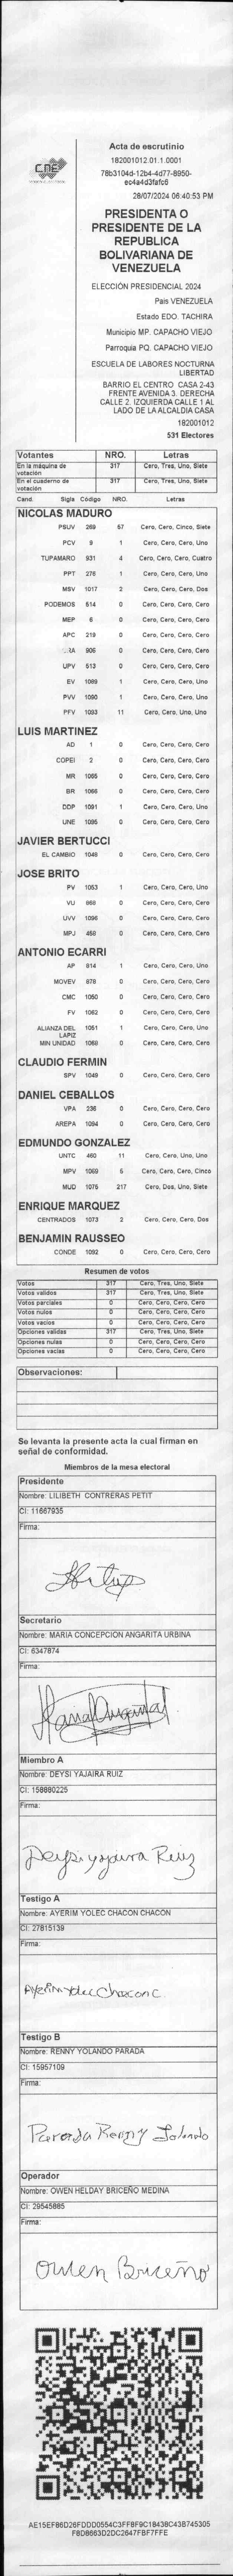 CNE
Acta de escrutinio
182001012.01.1.0001
78b3104d-12b4-4d77-8950-
ec4a4d3fafc6
28/07/2024 06:40:53 PM
PRESIDENTA O
PRESIDENTE DE LA
REPUBLICA
BOLIVARIANA DE
VENEZUELA
ELECCIÓN PRESIDENCIAL 2024
Pais VENEZUELA
Estado EDO. TACHIRA
Municipio MP. CAPACHO VIEJO
Parroquia PQ. CAPACHO VIEJO
ESCUELA DE LABORES NOCTURNA
LIBERTAD
BARRIO EL CENTRO CASA 2-43
FRENTE AVENIDA 3. DERECHA
CALLE 2. IZQUIERDA CALLE 1 AL
LADO DE LA ALCALDIA CASA
182001012
531 Electores
Votantes NRO. Letras
En la máquina de votación 317 Cero, Tres, Uno, Siete
En el cuaderno de votación 317 Cero, Tres, Uno, Siete
Cand. Sigls Código NRO. Letras
NICOLAS MADURO
PSUV 269 57 Cero, Cero, Cinco, Siete
PCV 9 1 Cero, Cero, Cero, Uno
TUPAMARO 931 4 Cero, Cero, Cero, Cuatro
PPT 276 1 Cero, Cero, Cero, Uno
MSV 1017 2 Cero, Cero, Cero, Dos
PODEMOS 514 0 Cero, Cero, Cero, Cero
MEP 6 0 Cero, Cero, Cero, Cero
APC 219 0 Cero, Cero, Cero, Cero
906 0 Cero, Cero, Cero, Cero
UPV 513 0 Cero, Cero, Cero, Cero
EV 1089 1 Cero, Cero, Cero, Uno
PVV 1090 1 Cero, Cero, Cero, Uno
PFV 1093 11 Cero, Cero, Uno, Uno
LUIS MARTINEZ
AD 1 0 Cero, Cero, Cero, Cero
COPEI 2 0 Cero, Cero, Cero, Cero
MR 1065 0 Cero, Cero, Cero, Cero
BR 1066 0 Cero, Cero, Cero, Cero
DDP 1091 1 Cero, Cero, Cero, Uno
UNE 1095 0 Cero, Cero, Cero, Cero
JAVIER BERTUCCI
EL CAMBIO 1048 0 Cero, Cero, Cero, Cero
JOSE BRITO
PV 1053 1 Cero, Cero, Cero, Uno
VU 868 0 Cero, Cero, Cero, Cero
UVV 1096 0 Cero, Cero, Cero, Cero
MPJ 458 0 Cero, Cero, Cero, Cero
ANTONIO ECARRI
AP 814 1 Cero, Cero, Cero, Uno
MOVEV 878 0 Cero, Cero, Cero, Cero
CMC 1050 0 Cero, Cero, Cero, Cero
FV 1062 0 Cero, Cero, Cero, Cero
ALIANZA DEL LAPIZ 1051 1 Cero, Cero, Cero, Uno
MIN UNIDAD 1068 0 Cero, Cero, Cero, Cero
CLAUDIO FERMIN
SPV 1049 0 Cero, Cero, Cero, Cero
DANIEL CEBALLOS
VPA 236 0 Cero, Cero, Cero, Cero
AREPA 1094 0 Cero, Cero, Cero, Cero
EDMUNDO GONZALEZ
UNTC 460 11 Cero, Cero, Uno, Uno
MPV 1069 5 Cero, Cero, Cero, Cinco
MUD 1075 217 Cero, Dos, Uno, Siete
ENRIQUE MARQUEZ
CENTRADOS 1073 2 Cero, Cero, Cero, Dos
BENJAMIN RAUSSEO
CONDE 1092 0 Cero, Cero, Cero, Cero
Resumen de votos
Votos 317 Cero, Tres, Uno, Siete
Votos validos 317 Cero, Tres, Uno, Siete
Votos parciales 0 Cero, Cero, Cero, Cero
Votos nulos 0 Cero, Cero, Cero, Cero
Votos vacios 0 Cero, Cero, Cero, Cero
Opciones validas 317 Cero, Tres, Uno, Siete
Opciones nulas 0 Cero, Cero, Cero, Cero
Opciones vacias 0 Cero, Cero, Cero, Cero
Observaciones:
Se levanta la presente acta la cual firman en
señal de conformidad.
Miembros de la mesa electoral
Presidente
Nombre: LILIBETH CONTRERAS PETIT
CI: 11667935
Firma:
Secretario
Nombre: MARIA CONCEPCION ANGARITA URBINA
CI: 6347874
Firma:
Miembro A
Nombre: DEYSI YAJAIRA RUIZ
CI: 158880225
Firma:
Deysi yajaira Ruiz
Testigo A
Nombre: AYERIM YOLEC CHACON CHACON
CI: 27815139
Firma:
Ayerim Yolec Chacon C.
Testigo B
Nombre: RENNY YOLANDO PARADA
CI: 15957109
Firma:
Parada Renny Yolando
Operador
Nombre: OWEN HELDAY BRICEÑO MEDINA
CI: 29545885
Firma:
Owen Briceño
AE15EF86D26FDDD0554C3FF8F9C18438C43B745305
F8D8663D2DC2647FBF7FFE